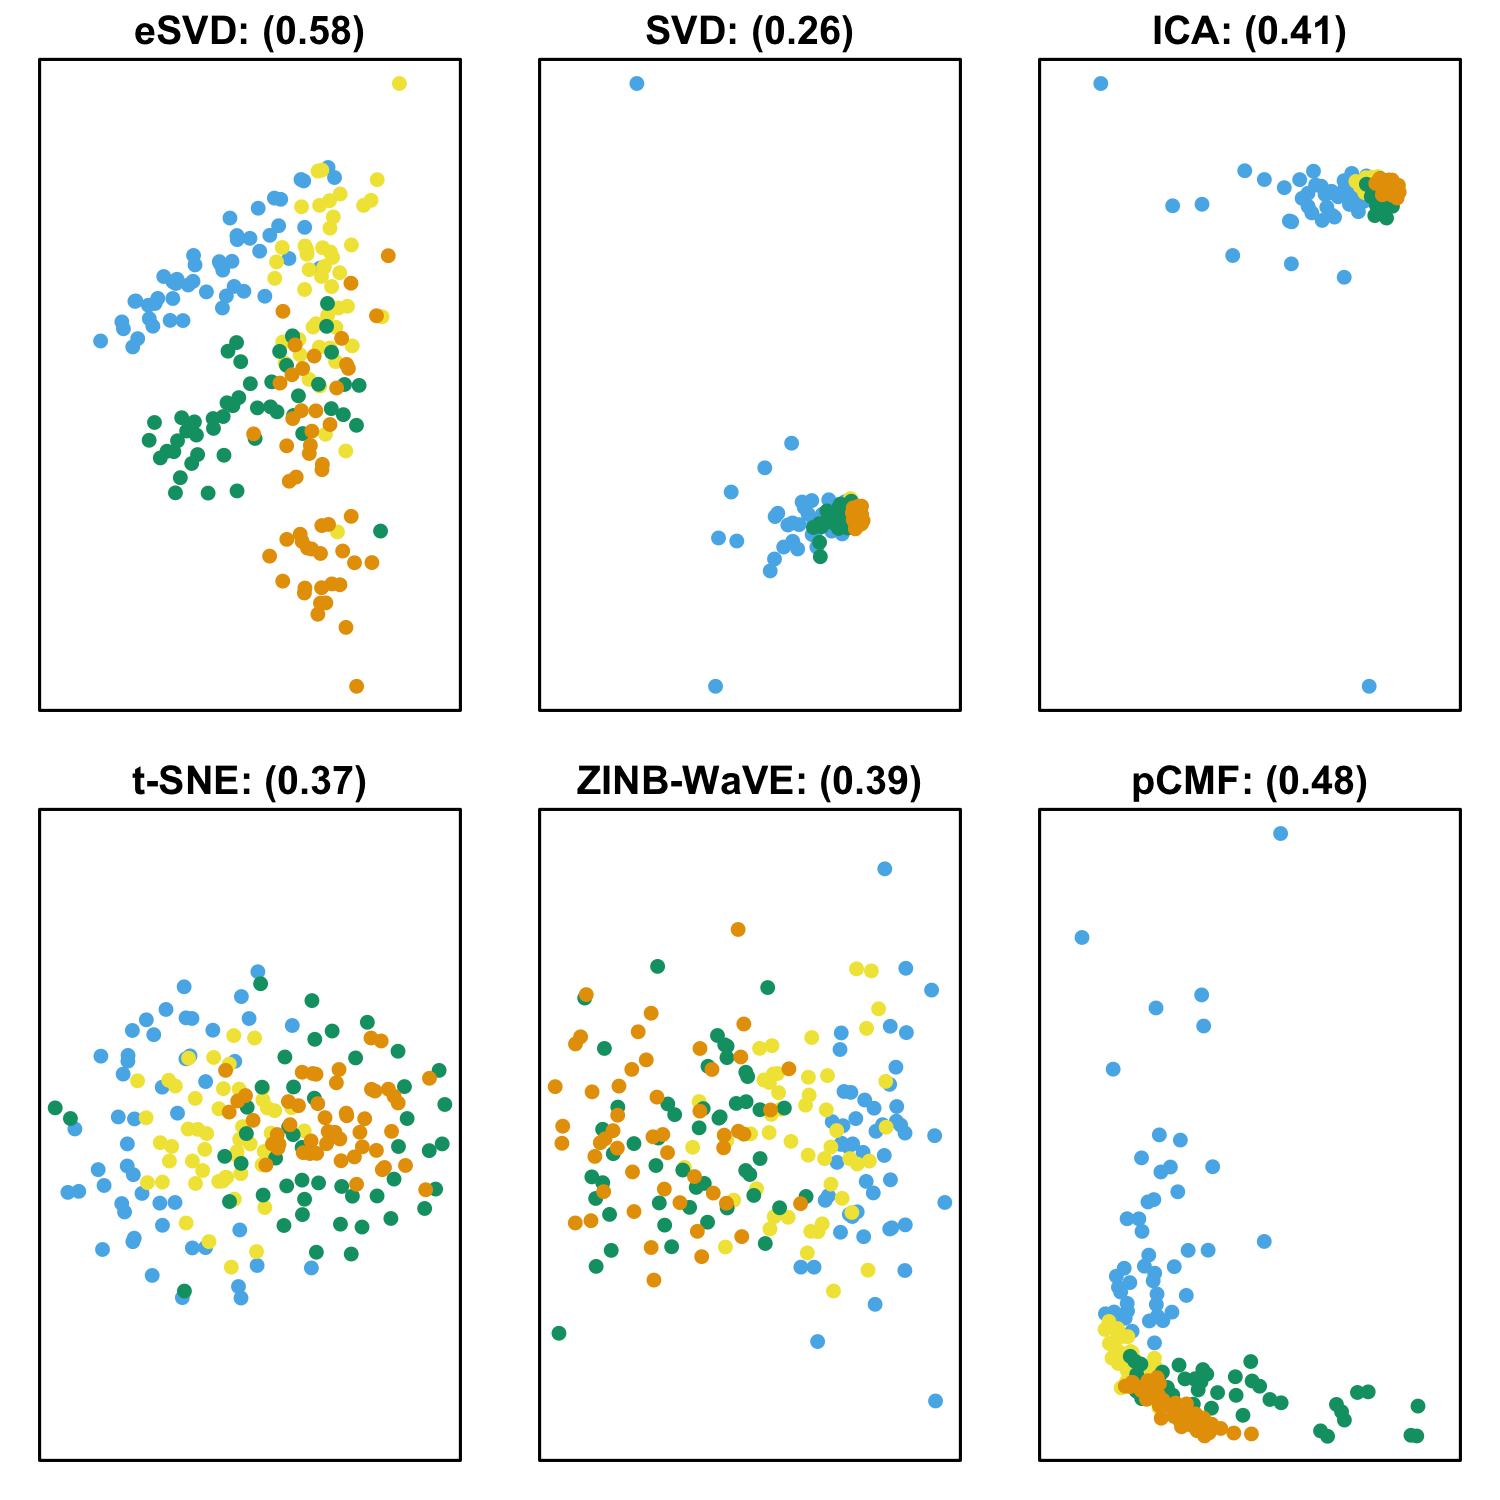 eSVD: (0.58)
SVD: (0.26)
ICA: (0.41)
t-SNE: (0.37)
ZINB-WaVE: (0.39)
pCMF: (0.48)